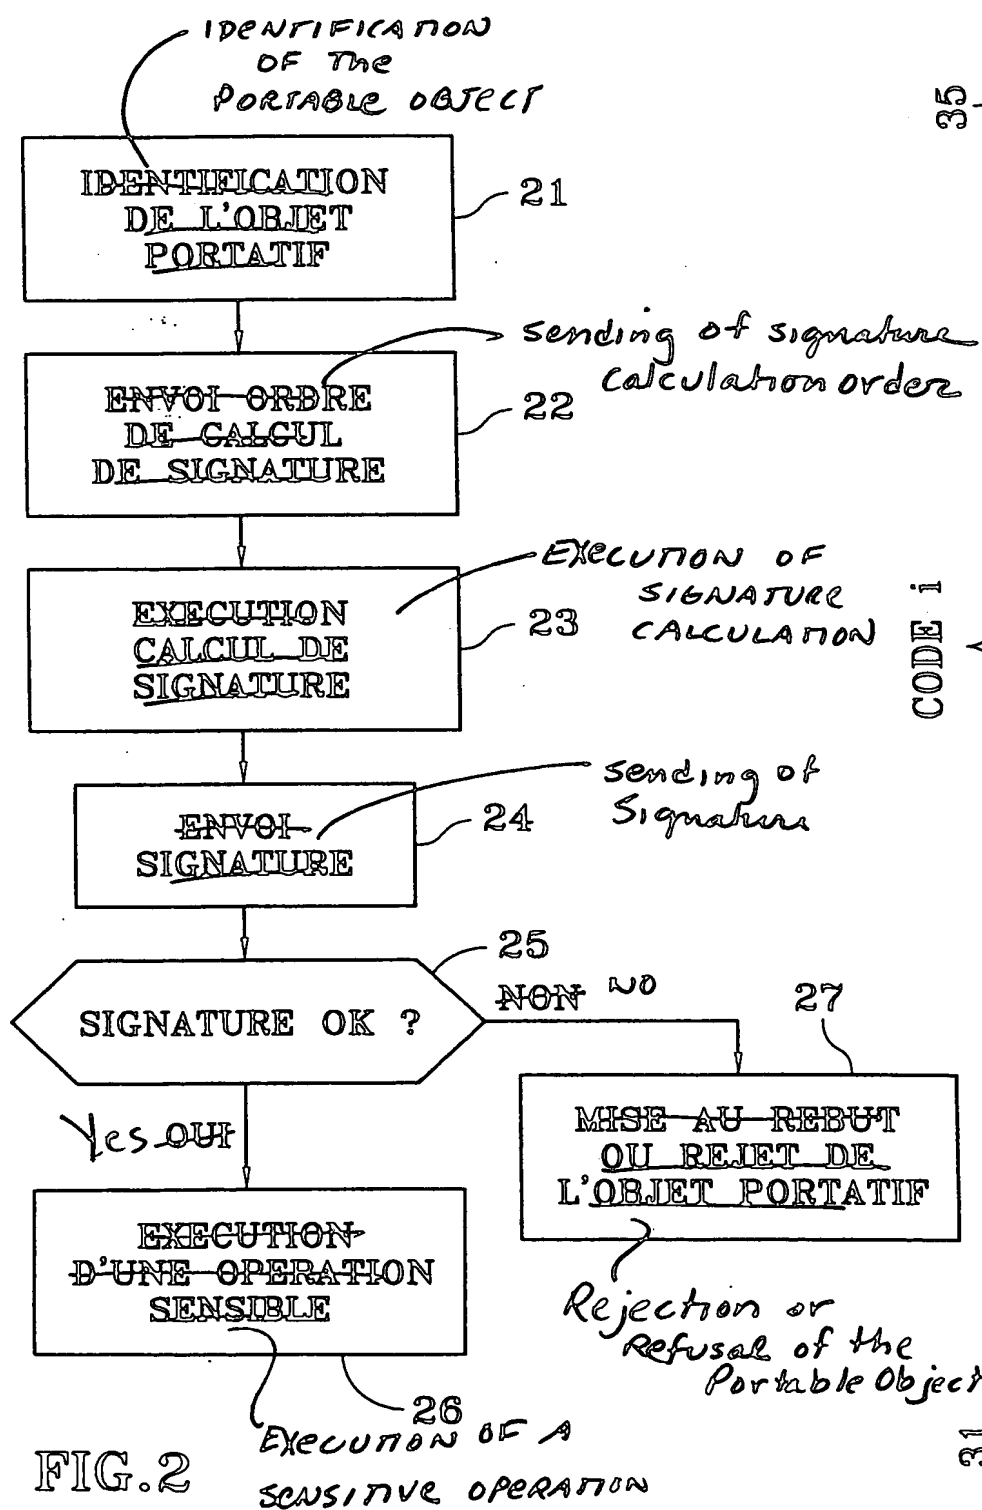 IDENTIFICATION
OF THE
PORTABLE OBJECT
35
IDENTIFICATION
DE L'OBJET
PORTATIF
21
Sending of signature
Calculation order
ENVOI ORDRE
DE CALCUL
DE SIGNATURE
22
EXECUTION OF
SIGNATURE
CALCULATION
EXECUTION
CALCUL DE
SIGNATURE
23
CODE i
Sending of
Signature
ENVOI
SIGNATURE
24
25
SIGNATURE OK ?
NON NO
27
Yes OUI
MISE AU REBUT
OU REJET DE
L'OBJET PORTATIF
EXECUTION
D'UNE OPERATION
SENSIBLE
Rejection or
Refusal of the
Portable Object
26
EXECUTION OF A
SENSITIVE OPERATION
FIG.2
31